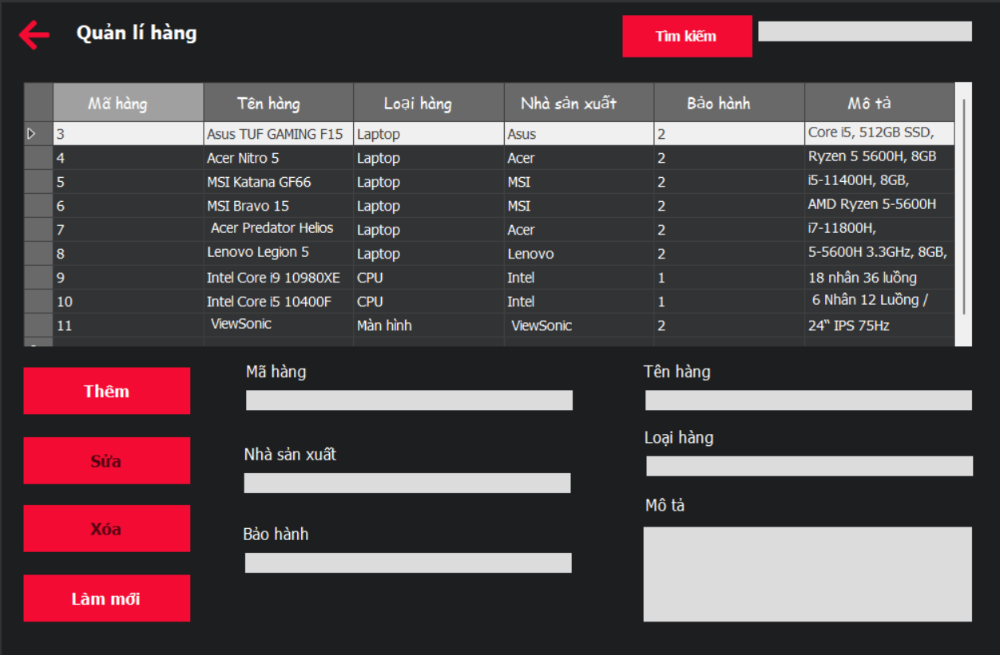 Quản lí hàng
Tìm kiếm
Mã hàng Tên hàng Loại hàng Nhà sản xuất Bảo hành Mô tả
3 Asus TUF GAMING F15 Laptop Asus 2 Core i5, 512GB SSD,
4 Acer Nitro 5 Laptop Acer 2 Ryzen 5 5600H, 8GB
5 MSI Katana GF66 Laptop MSI 2 i5-11400H, 8GB,
6 MSI Bravo 15 Laptop MSI 2 AMD Ryzen 5-5600H
7 Acer Predator Helios Laptop Acer 2 i7-11800H,
8 Lenovo Legion 5 Laptop Lenovo 2 5-5600H 3.3GHz, 8GB,
9 Intel Core i9 10980XE CPU Intel 1 18 nhân 36 luồng
10 Intel Core i5 10400F CPU Intel 1 6 Nhân 12 Luồng /
11 ViewSonic Màn hình ViewSonic 2 24“ IPS 75Hz
Thêm
Sửa
Xóa
Làm mới
Mã hàng
Nhà sản xuất
Bảo hành
Tên hàng
Loại hàng
Mô tả